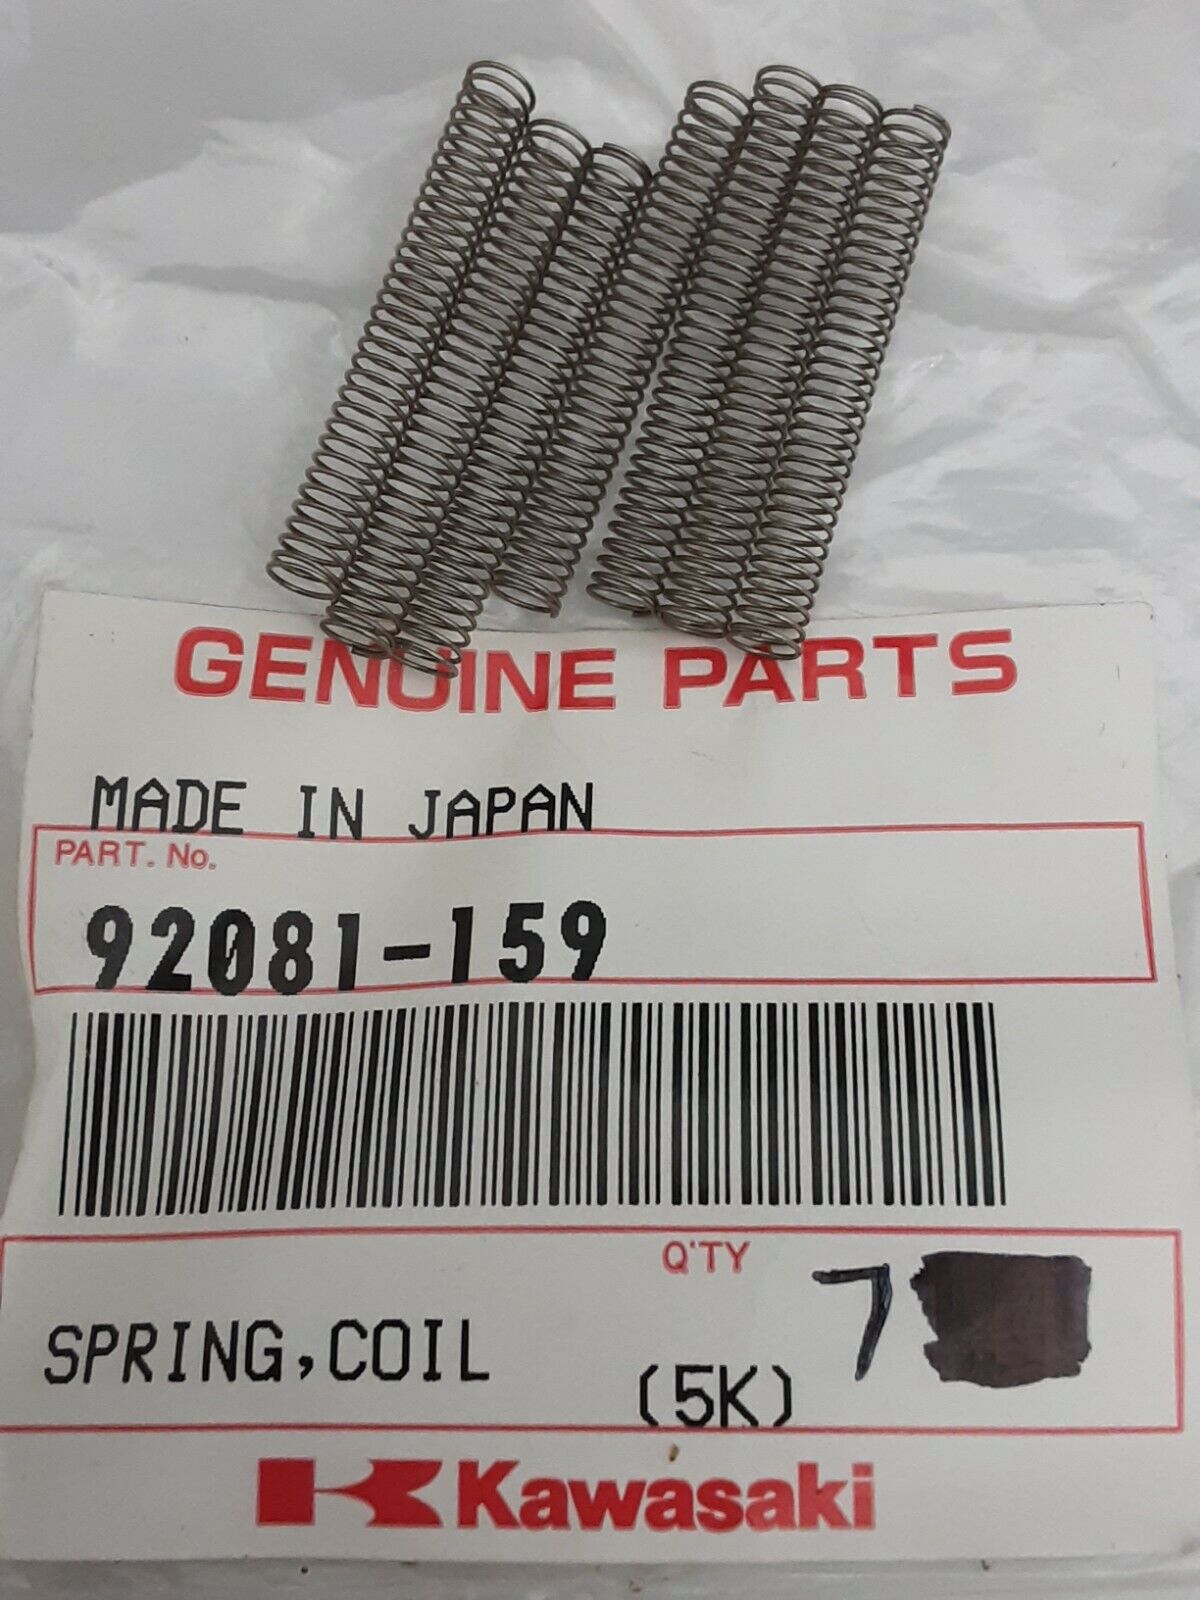 GENUINE PARTS
MADE IN JAPAN
PART. No.
92081-159
Q'TY
SPRING,COIL (5K) 7
Kawasaki